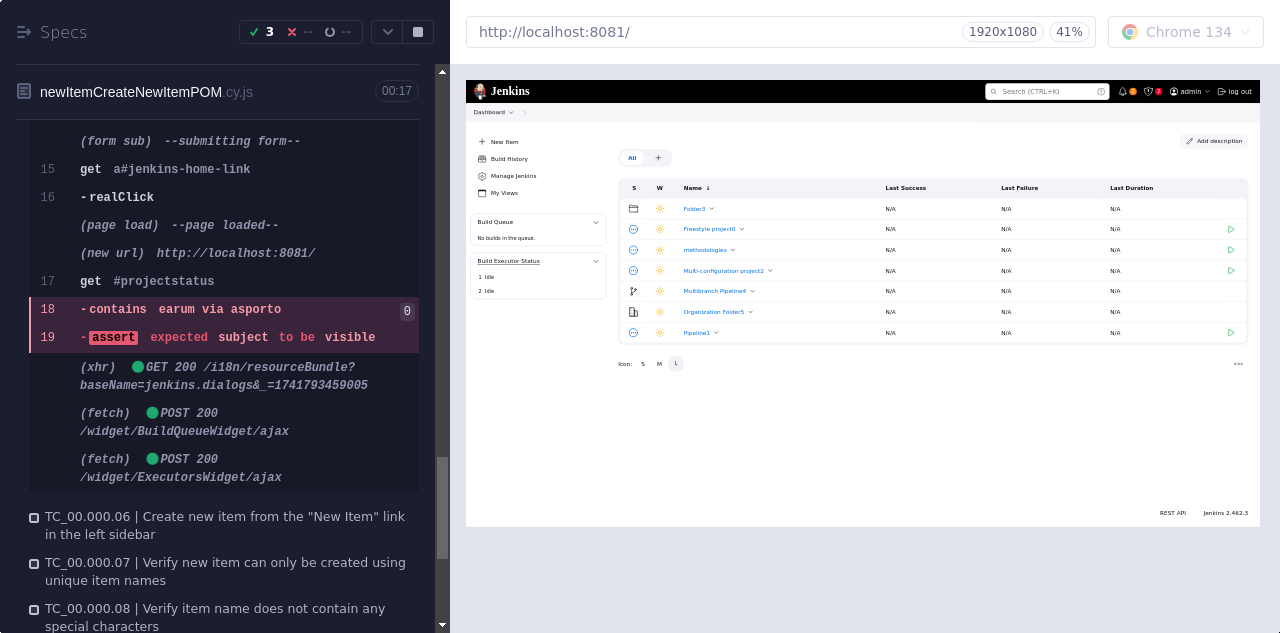 Specs
3
--
--
newItemCreateNewItemPOM.cy.js
00:17
(form sub) --submitting form--
15 get a#jenkins-home-link
16 -realClick
(page load) --page loaded--
(new url) http://localhost:8081/
17 get #projectstatus
18 -contains earum via asporto 0
19 -assert expected subject to be visible
(xhr) GET 200 /i18n/resourceBundle?
baseName=jenkins.dialogs&_=1741793459005
(fetch) POST 200
/widget/BuildQueueWidget/ajax
(fetch) POST 200
/widget/ExecutorsWidget/ajax
TC_00.000.06 | Create new item from the "New Item" link
in the left sidebar
TC_00.000.07 | Verify new item can only be created using
unique item names
TC_00.000.08 | Verify item name does not contain any
special characters
http://localhost:8081/
1920x1080
41%
Chrome 134
Jenkins
Search (CTRL+K)
2
2
admin
log out
Dashboard
New Item
Build History
Manage Jenkins
My Views
Build Queue
No builds in the queue.
Build Executor Status
1 Idle
2 Idle
Add description
All +
S W Name ↓ Last Success Last Failure Last Duration
Folder3 N/A N/A N/A
Freestyle project0 N/A N/A N/A
methodologies N/A N/A N/A
Multi-configuration project2 N/A N/A N/A
Multibranch Pipeline4 N/A N/A N/A
Organization Folder5 N/A N/A N/A
Pipeline1 N/A N/A N/A
Icon: S M L
REST API
Jenkins 2.462.3